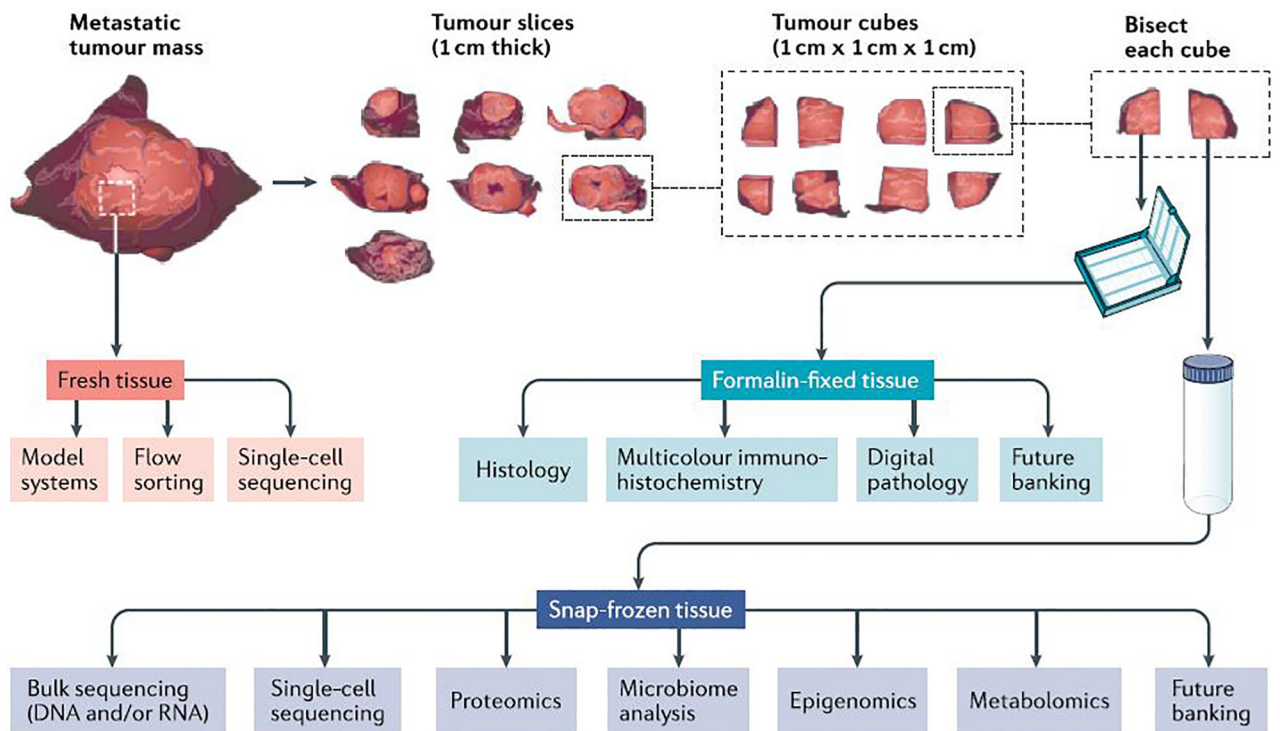 Metastatic
tumour mass
Tumour slices
(1 cm thick)
Tumour cubes
(1 cm x 1 cm x 1 cm)
Bisect
each cube
Fresh tissue
Model
systems
Flow
sorting
Single-cell
sequencing
Formalin-fixed tissue
Histology
Multicolour immuno-
histochemistry
Digital
pathology
Future
banking
Snap-frozen tissue
Bulk sequencing
(DNA and/or RNA)
Single-cell
sequencing
Proteomics
Microbiome
analysis
Epigenomics
Metabolomics
Future
banking